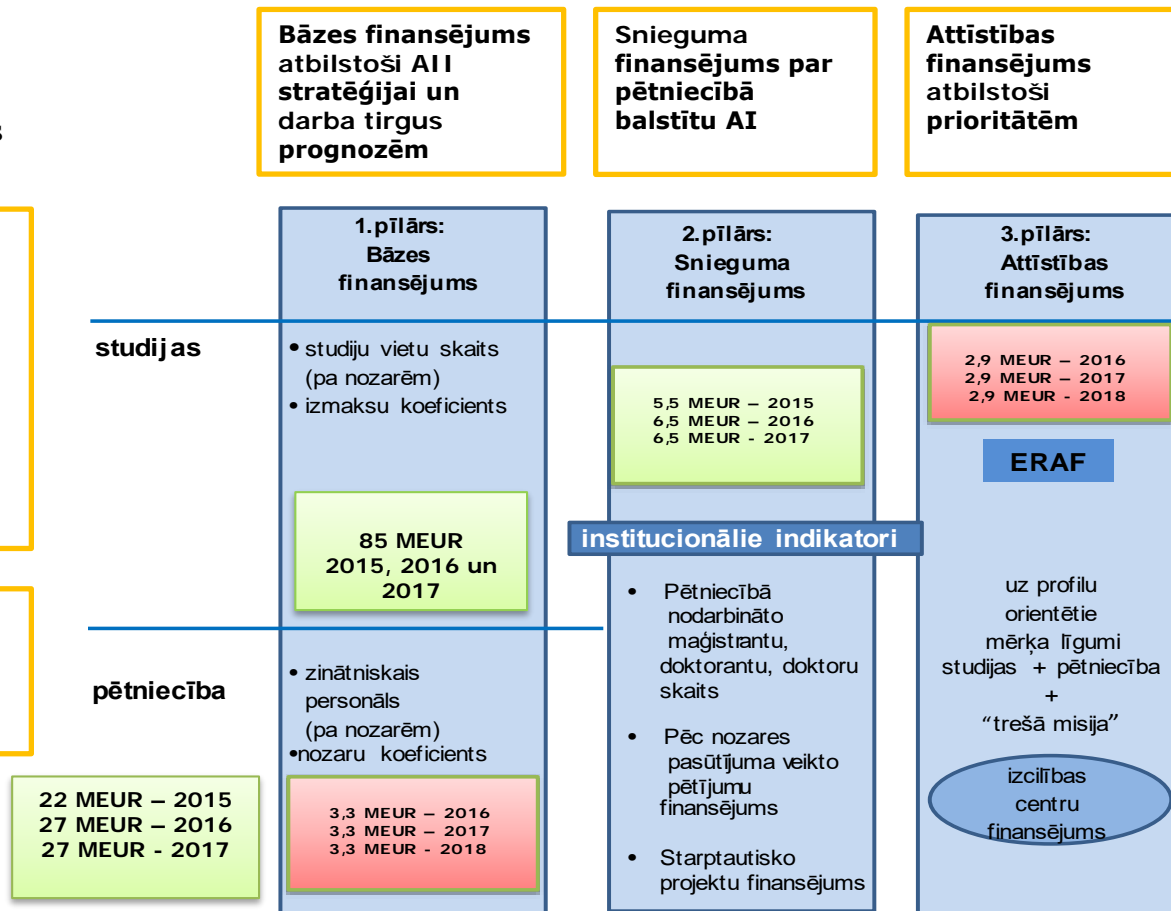 Bāzes finansējums
atbilstoši AII
stratēģijai un
darba tirgus
prognozēm
Snieguma
finansējums par
pētniecībā
balstītu AI
Attīstības
finansējums
atbilstoši
prioritātēm
1.pīlārs:
Bāzes
finansējums
2.pīlārs:
Snieguma
finansējums
3.pīlārs:
Attīstības
finansējums
studijas
• studiju vietu skaits
(pa nozarēm)
• izmaksu koeficients
85 MEUR
2015, 2016 un
2017
5,5 MEUR – 2015
6,5 MEUR – 2016
6,5 MEUR - 2017
2,9 MEUR – 2016
2,9 MEUR – 2017
2,9 MEUR - 2018
ERAF
institucionālie indikatori
pētniecība
• zinātniskais
personāls
(pa nozarēm)
•nozaru koeficients
22 MEUR – 2015
27 MEUR – 2016
27 MEUR - 2017
3,3 MEUR – 2016
3,3 MEUR – 2017
3,3 MEUR - 2018
• Pētniecībā
nodarbināto
maģistrantu,
doktorantu, doktoru
skaits
• Pēc nozares
pasūtījuma veikto
pētījumu
finansējums
• Starptautisko
projektu finansējums
uz profilu
orientētie
mērķa līgumi
studijas + pētniecība
+
“trešā misija”
izcilības
centru
finansējums